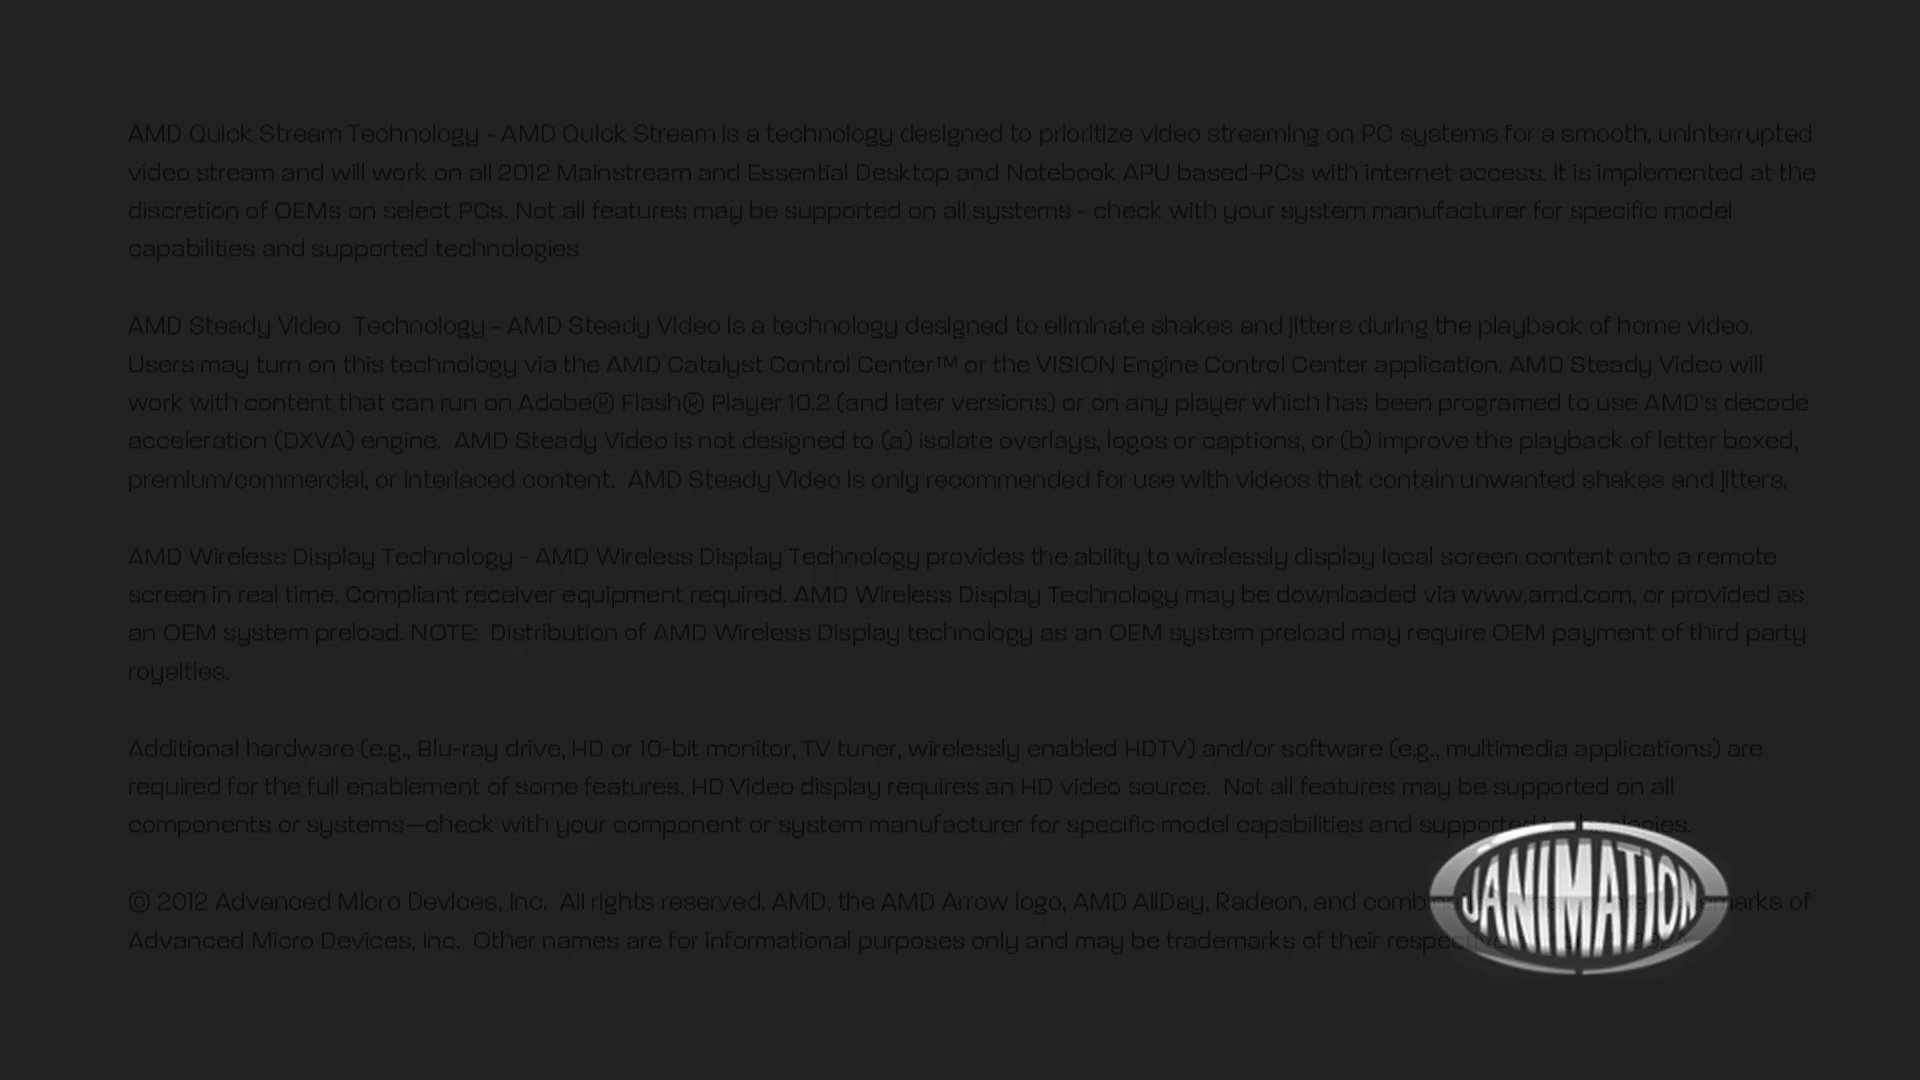 AMD Quick Stream Technology - AMD Quick Stream is a technology designed to prioritize video streaming on PC systems for a smooth, uninterrupted
video stream and will work on all 2012 Mainstream and Essential Desktop and Notebook APU based-PCs with internet access. It is implemented at the
discretion of OEMs on select PCs. Not all features may be supported on all systems - check with your system manufacturer for specific model
capabilities and supported technologies
AMD Steady Video  Technology - AMD Steady Video is a technology designed to eliminate shakes and jitters during the playback of home video.
Users may turn on this technology via the AMD Catalyst Control Center™ or the VISION Engine Control Center application. AMD Steady Video will
work with content that can run on Adobe® Flash® Player 10.2 (and later versions) or on any player which has been programed to use AMD's decode
acceleration (DXVA) engine.  AMD Steady Video is not designed to (a) isolate overlays, logos or captions, or (b) improve the playback of letter boxed,
premium/commercial, or interlaced content.  AMD Steady Video is only recommended for use with videos that contain unwanted shakes and jitters.
AMD Wireless Display Technology - AMD Wireless Display Technology provides the ability to wirelessly display local screen content onto a remote
screen in real time. Compliant receiver equipment required. AMD Wireless Display Technology may be downloaded via www.amd.com, or provided as
an OEM system preload. NOTE:  Distribution of AMD Wireless Display technology as an OEM system preload may require OEM payment of third party
royalties.
Additional hardware (e.g., Blu-ray drive, HD or 10-bit monitor, TV tuner, wirelessly enabled HDTV) and/or software (e.g., multimedia applications) are
required for the full enablement of some features. HD Video display requires an HD video source.  Not all features may be supported on all
components or systems—check with your component or system manufacturer for specific model capabilities and supported technologies.
© 2012 Advanced Micro Devices, Inc.  All rights reserved. AMD, the AMD Arrow logo, AMD AllDay, Radeon, and of
Advanced Micro Devices, Inc.  Other names are for informational purposes only and may be trademarks of their
JANIMATION